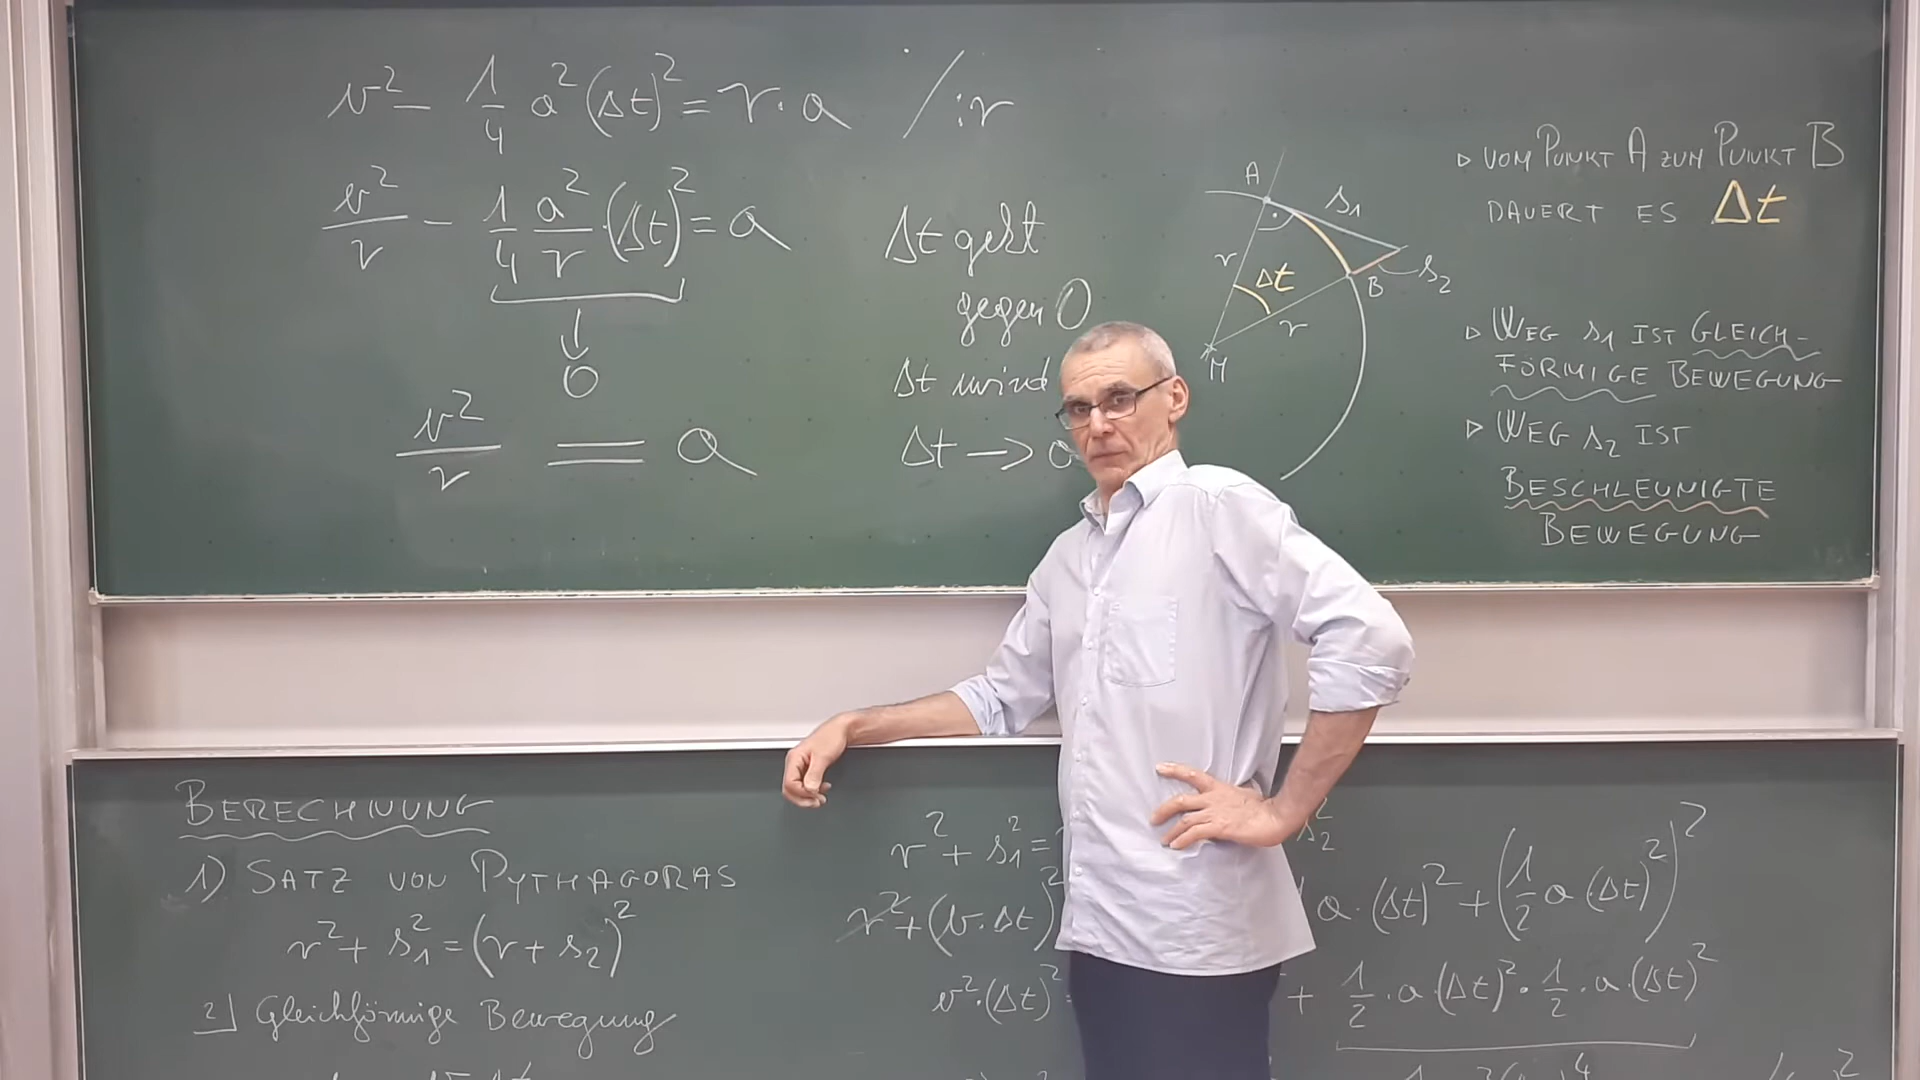 v² - 1/4 a² (Δt)² = r · a / :r
v²/r - 1/4 a²/r · (Δt)² = a
↓
0
v²/r = a
Δt geht
gegen 0
Δt wird
Δt → 0
A
s₁
r
Δt
B
s₂
r
M
▹ VOM PUNKT A ZUM PUNKT B
DAUERT ES Δt
▹ WEG s₁ IST GLEICH-
FÖRMIGE BEWEGUNG
▹ WEG s₂ IST
BESCHLEUNIGTE
BEWEGUNG
BERECHNUNG
1) SATZ VON PYTHAGORAS
r² + s₁² = (r + s₂)²
2) Gleichförmige Bewegung
r² + s₁² = s₂²
r² + (v·Δt)² a·(Δt)² + (1/2 a (Δt)²)²
v²·(Δt)² = + 1/2 · a·(Δt)² · 1/2 · a·(Δt)²